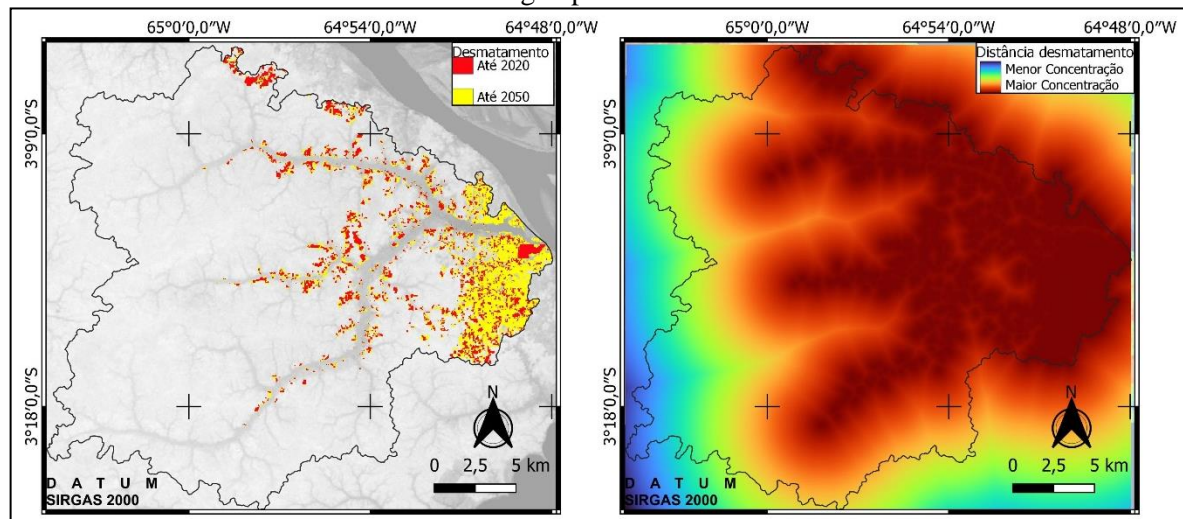 65°0'0,0"W 64°54'0,0"W 64°48'0,0"W
Desmatamento
Até 2020
Até 2050
3°9'0,0"S
3°18'0,0"S
N
0 2,5 5 km
D A T U M
SIRGAS 2000
65°0'0,0"W 64°54'0,0"W 64°48'0,0"W
Distância desmatamento
Menor Concentração
Maior Concentração
3°9'0,0"S
3°18'0,0"S
N
0 2,5 5 km
D A T U M
SIRGAS 2000